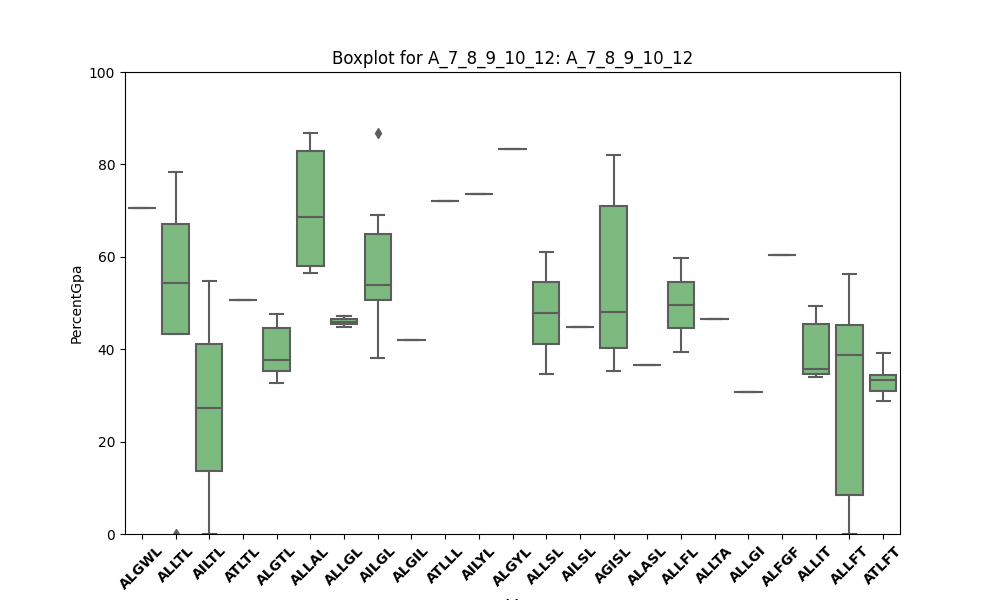 Boxplot for A_7_8_9_10_12: A_7_8_9_10_12
PercentGpa
100
80
60
40
20
0
ALGWL ALLTL AILTL ATLTL ALGTL ALLAL ALLGL AILGL ALGIL ATLLL AILYL ALGYL ALLSL AILSL AGISL ALASL ALLFL ALLTA ALLGI ALFGF ALLIT ALLFT ATLFT